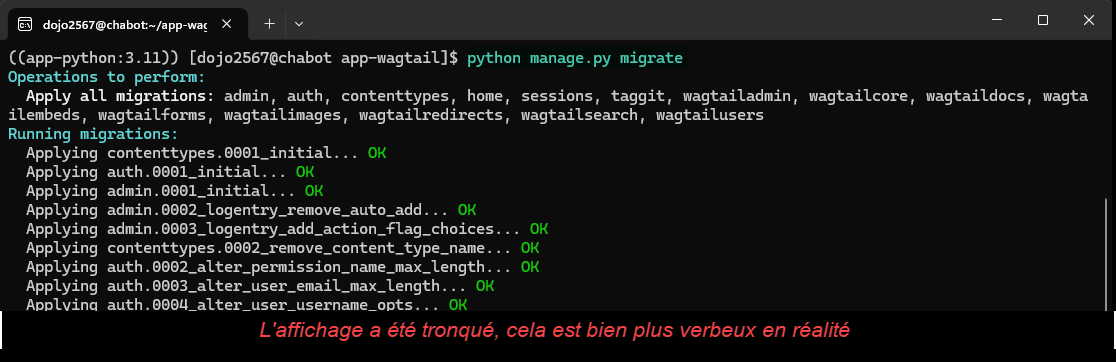 dojo2567@chabot:~/app-wag
((app-python:3.11)) [dojo2567@chabot app-wagtail]$ python manage.py migrate
Operations to perform:
  Apply all migrations: admin, auth, contenttypes, home, sessions, taggit, wagtailadmin, wagtailcore, wagtaildocs, wagta
ilembeds, wagtailforms, wagtailimages, wagtailredirects, wagtailsearch, wagtailusers
Running migrations:
  Applying contenttypes.0001_initial... OK
  Applying auth.0001_initial... OK
  Applying admin.0001_initial... OK
  Applying admin.0002_logentry_remove_auto_add... OK
  Applying admin.0003_logentry_add_action_flag_choices... OK
  Applying contenttypes.0002_remove_content_type_name... OK
  Applying auth.0002_alter_permission_name_max_length... OK
  Applying auth.0003_alter_user_email_max_length... OK
  Applying auth.0004_alter_user_username_opts... OK
L'affichage a été tronqué, cela est bien plus verbeux en réalité